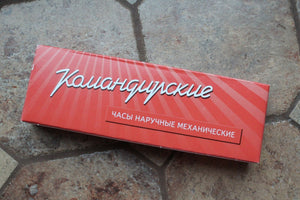 Командирские
ЧАСЫ НАРУЧНЫЕ МЕХАНИЧЕСКИЕ